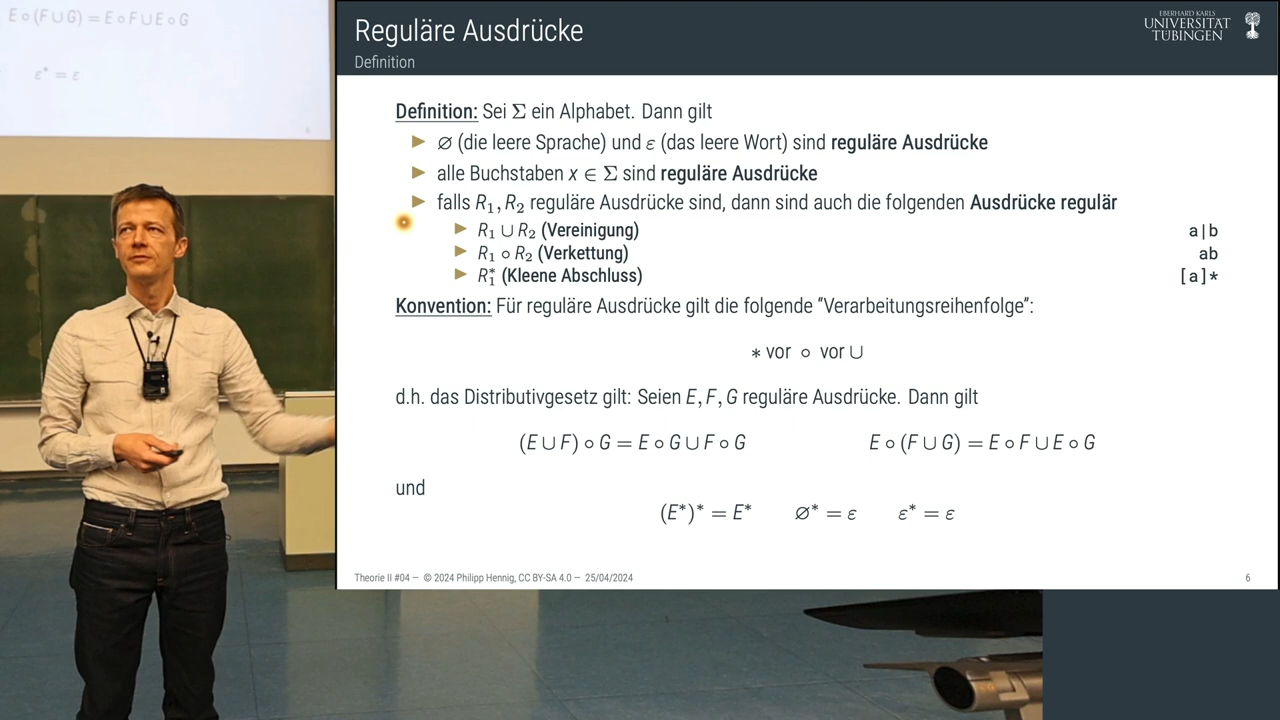 E ∘ (F ∪ G) = E ∘ F ∪ E ∘ G
ε* = ε
6
Reguläre Ausdrücke
Definition
EBERHARD KARLS
UNIVERSITÄT
TÜBINGEN
Definition: Sei Σ ein Alphabet. Dann gilt
▶ ∅ (die leere Sprache) und ε (das leere Wort) sind reguläre Ausdrücke
▶ alle Buchstaben x ∈ Σ sind reguläre Ausdrücke
▶ falls R₁, R₂ reguläre Ausdrücke sind, dann sind auch die folgenden Ausdrücke regulär
▶ R₁ ∪ R₂ (Vereinigung) a|b
▶ R₁ ∘ R₂ (Verkettung) ab
▶ R₁* (Kleene Abschluss) [a]*
Konvention: Für reguläre Ausdrücke gilt die folgende “Verarbeitungsreihenfolge”:
* vor ∘ vor ∪
d.h. das Distributivgesetz gilt: Seien E, F, G reguläre Ausdrücke. Dann gilt
(E ∪ F) ∘ G = E ∘ G ∪ F ∘ G E ∘ (F ∪ G) = E ∘ F ∪ E ∘ G
und
(E*)* = E* ∅* = ε ε* = ε
Theorie II #04 — © 2024 Philipp Hennig, CC BY-SA 4.0 — 25/04/2024 6